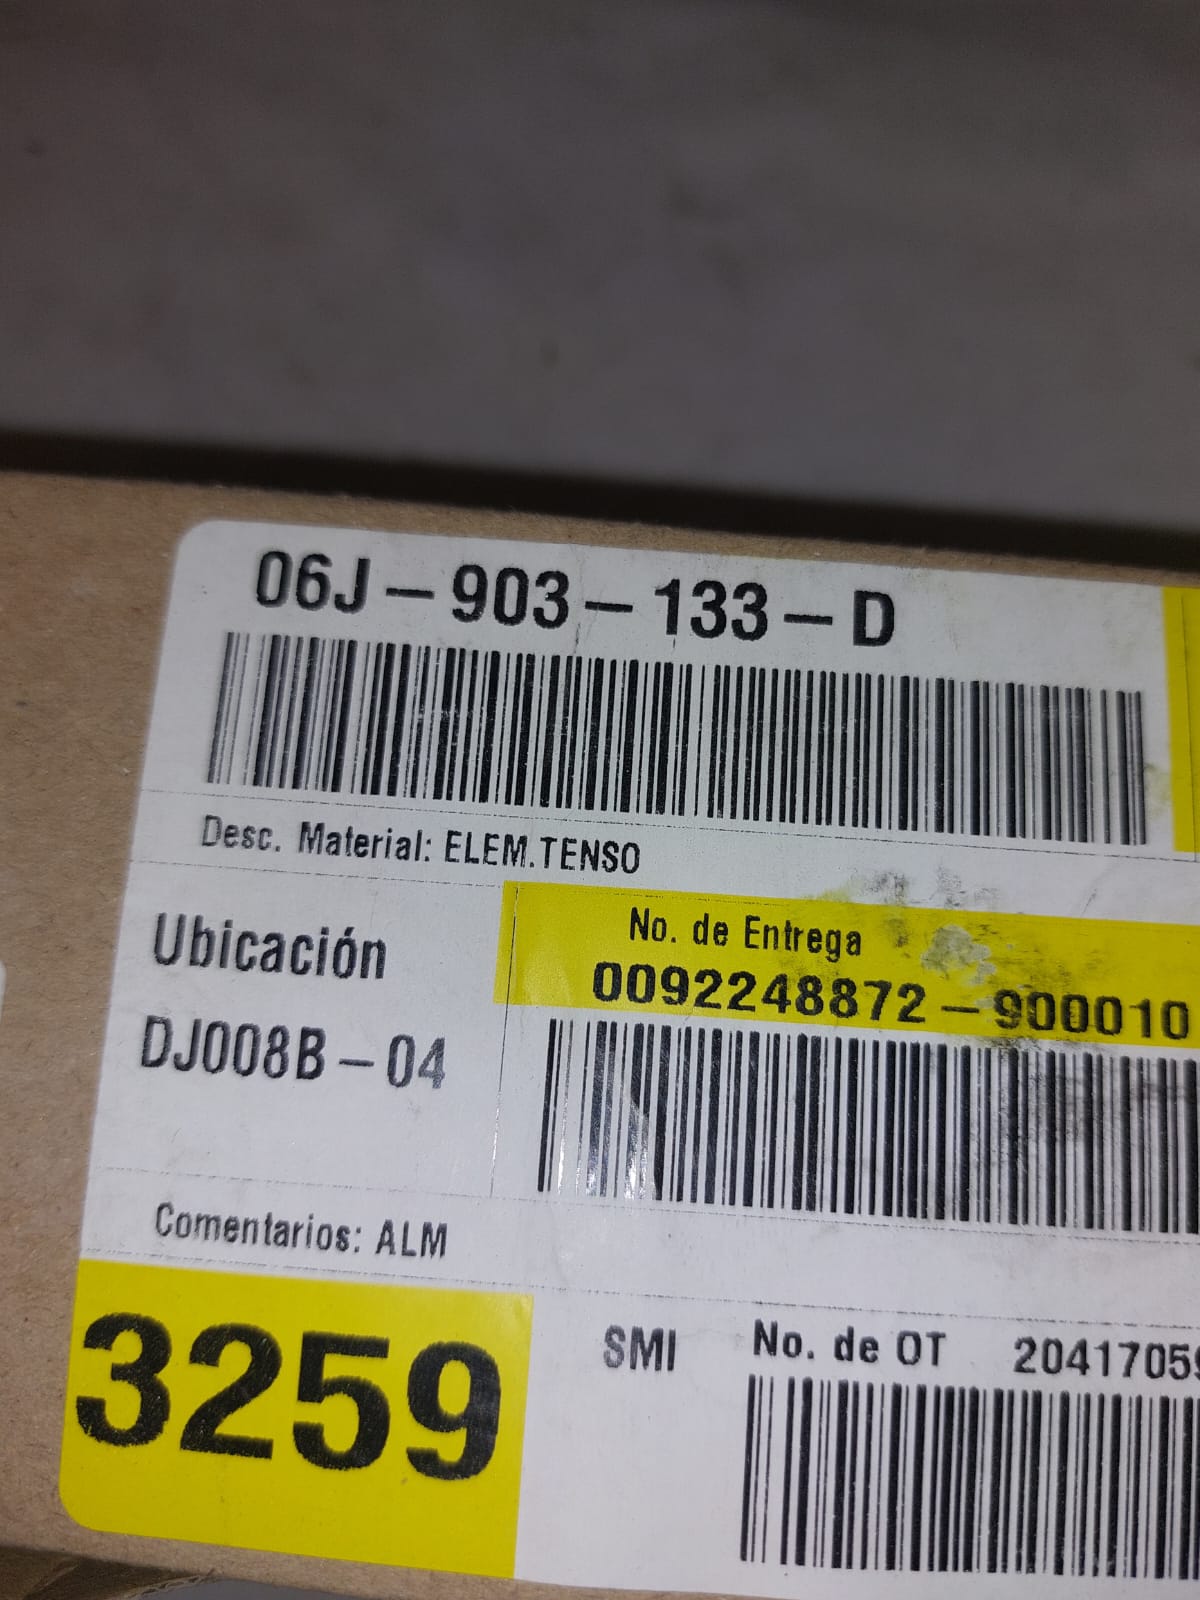 06J-903-133-D
Desc. Material: ELEM.TENSO
Ubicación
No. de Entrega
0092248872-900010
DJ008B-04
Comentarios: ALM
3259
SMI
No. de OT
2041705